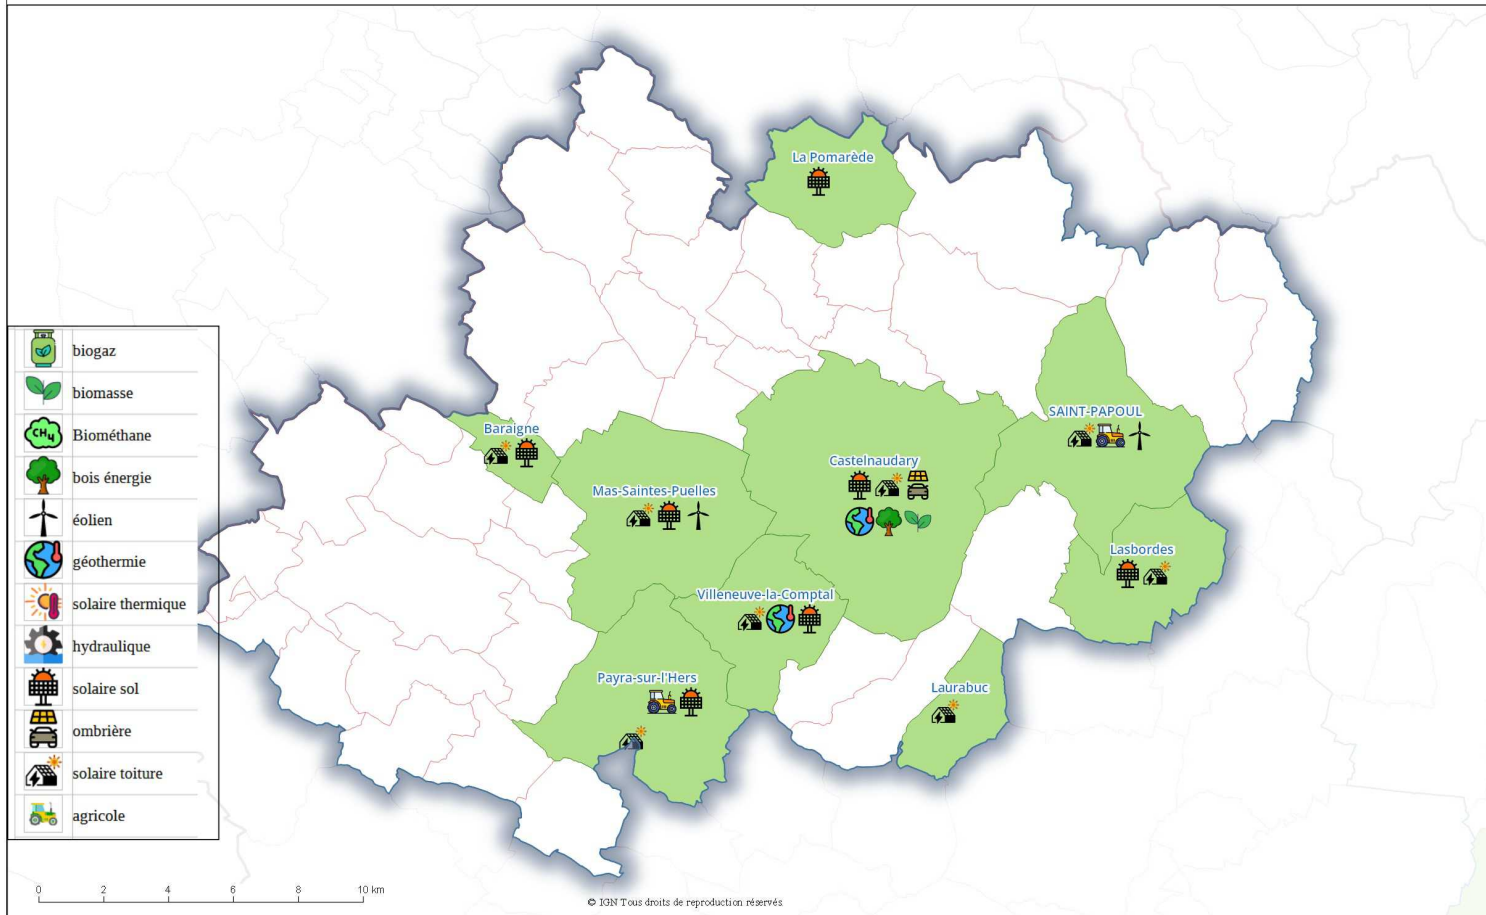 La Pomarède
SAINT-PAPOUL
Baraigne
Castelnaudary
Mas-Saintes-Puelles
Lasbordes
Villeneuve-la-Comptal
Payra-sur-l'Hers
Laurabuc
biogaz
biomasse
CH4
Biométhane
bois énergie
éolien
géothermie
solaire thermique
hydraulique
solaire sol
ombrière
solaire toiture
agricole
0 2 4 6 8 10 km
© IGN Tous droits de reproduction réservés